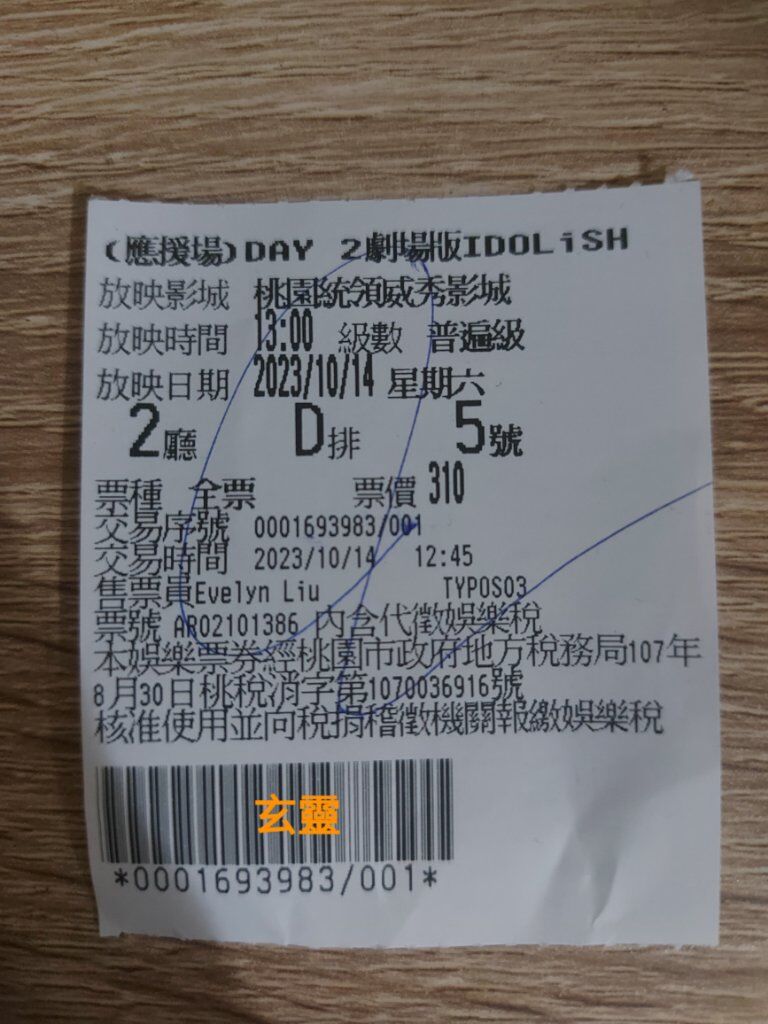 (應援場)DAY 2劇場版IDOLiSH
放映影城 桃園統領威秀影城
放映時間 13:00 級數 普遍級
放映日期 2023/10/14 星期六
2廳 D排 5號
票種 全票 票價 310
交易序號 0001693983/001
交易時間 2023/10/14 12:45
售票員Evelyn Liu TYPOS03
票號 AR02101386 內含代徵娛樂稅
本娛樂票券經桃園市政府地方稅務局107年
8月30日桃稅消字第1070036916號
核准使用並向稅捐稽徵機關報繳娛樂稅
玄靈
*0001693983/001*